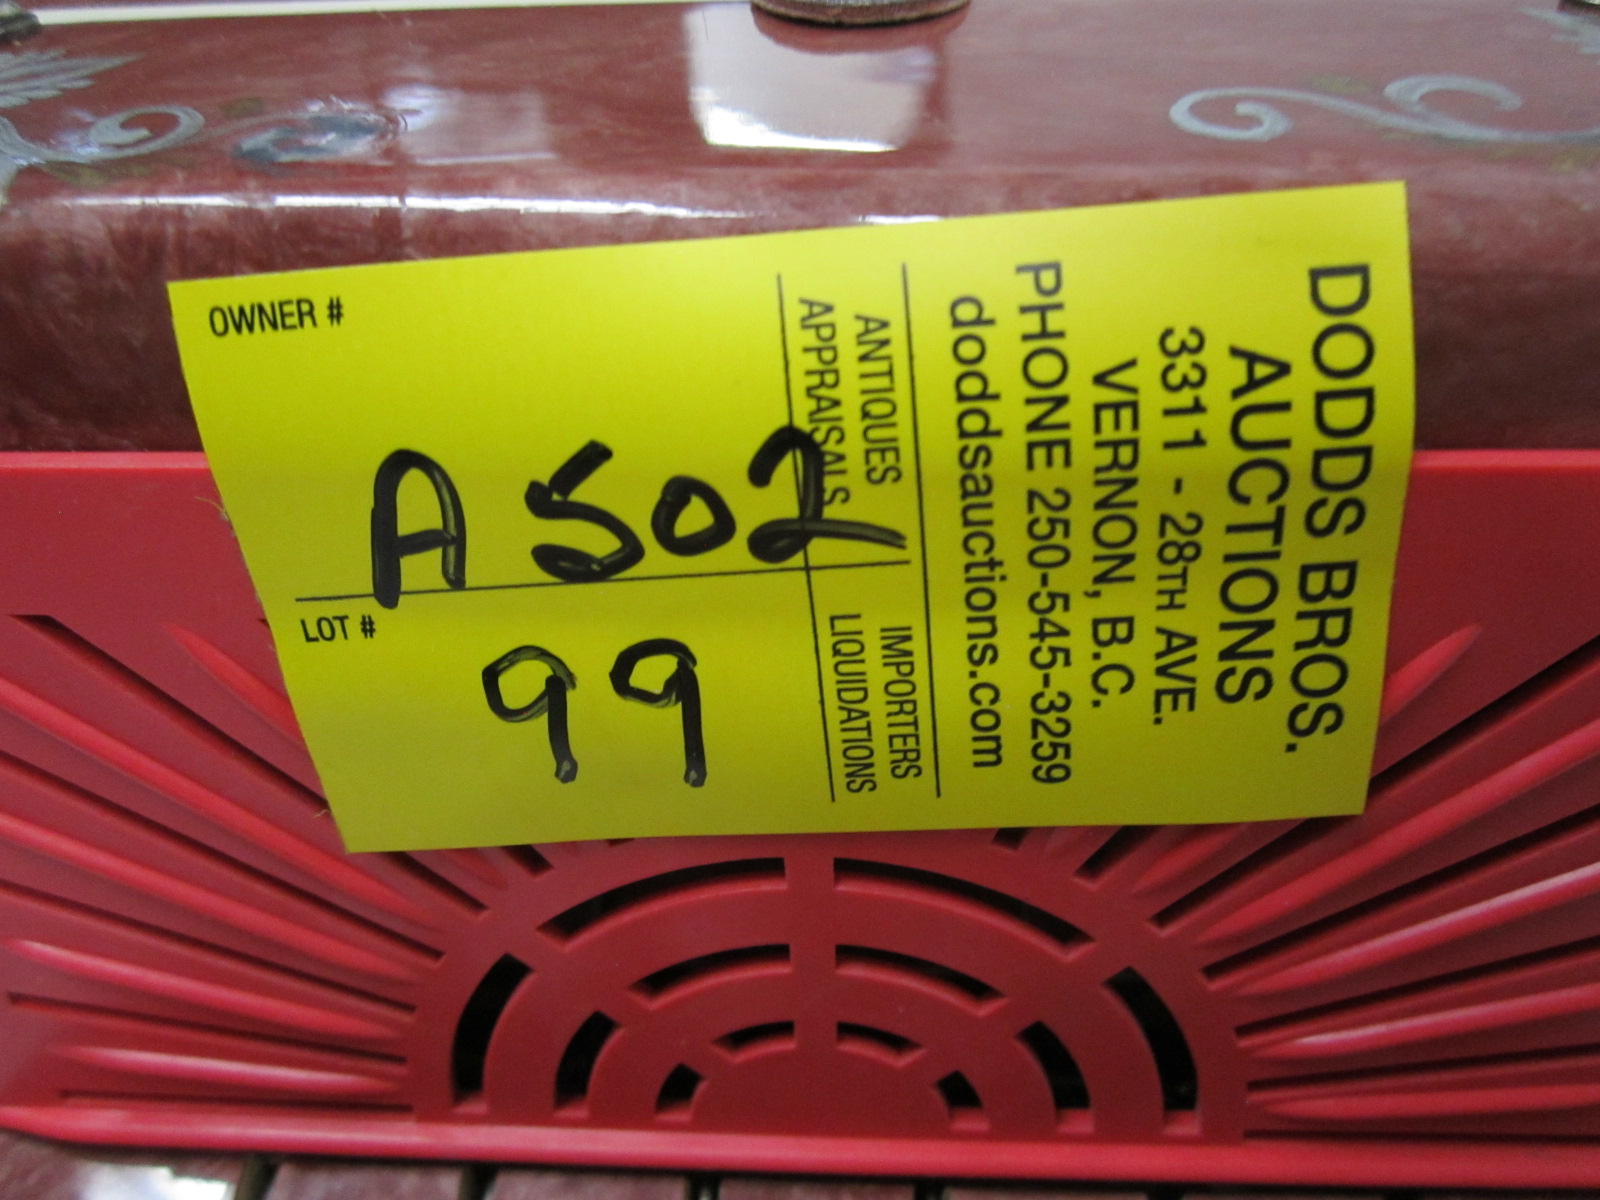 DODDS BROS.
AUCTIONS
3311 - 28TH AVE.
VERNON, B.C.
PHONE 250-545-3259
doddsauctions.com
ANTIQUES
APPRAISALS
IMPORTERS
LIQUIDATIONS
OWNER #
A 502
LOT #
99